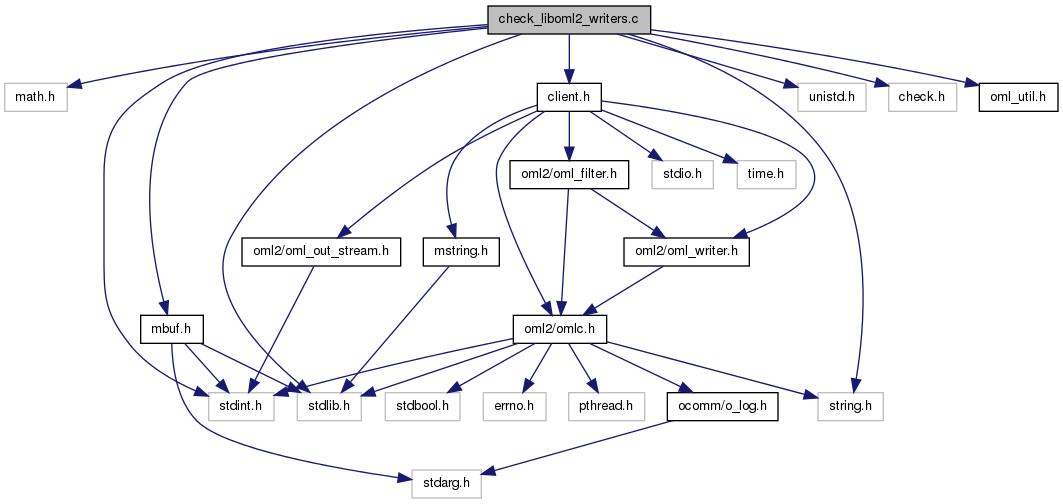 check_liboml2_writers.c
math.h
client.h
unistd.h
check.h
oml_util.h
oml2/oml_filter.h
stdio.h
time.h
oml2/oml_out_stream.h
mstring.h
oml2/oml_writer.h
mbuf.h
oml2/omlc.h
stdint.h
stdlib.h
stdbool.h
errno.h
pthread.h
ocomm/o_log.h
string.h
stdarg.h